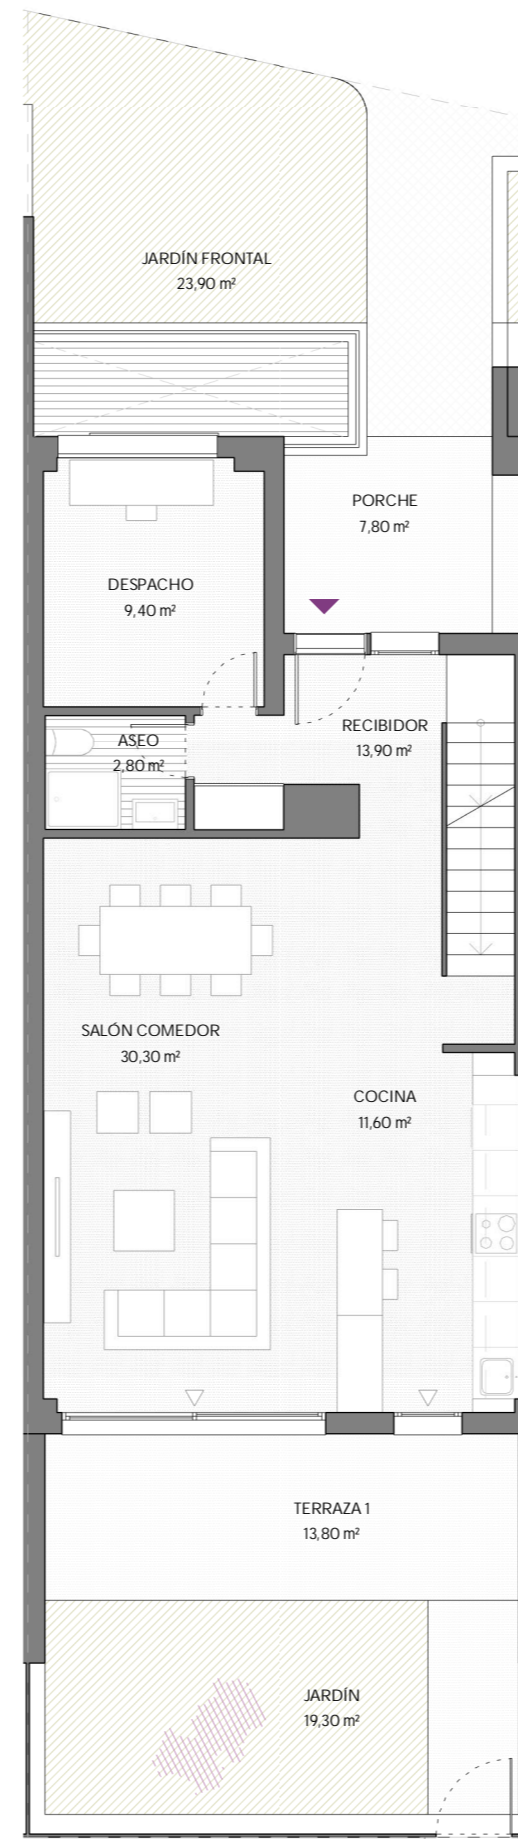 JARDÍN FRONTAL
23,90 m²
PORCHE
7,80 m²
DESPACHO
9,40 m²
RECIBIDOR
13,90 m²
ASEO
2,80 m²
SALÓN COMEDOR
30,30 m²
COCINA
11,60 m²
TERRAZA 1
13,80 m²
JARDÍN
19,30 m²